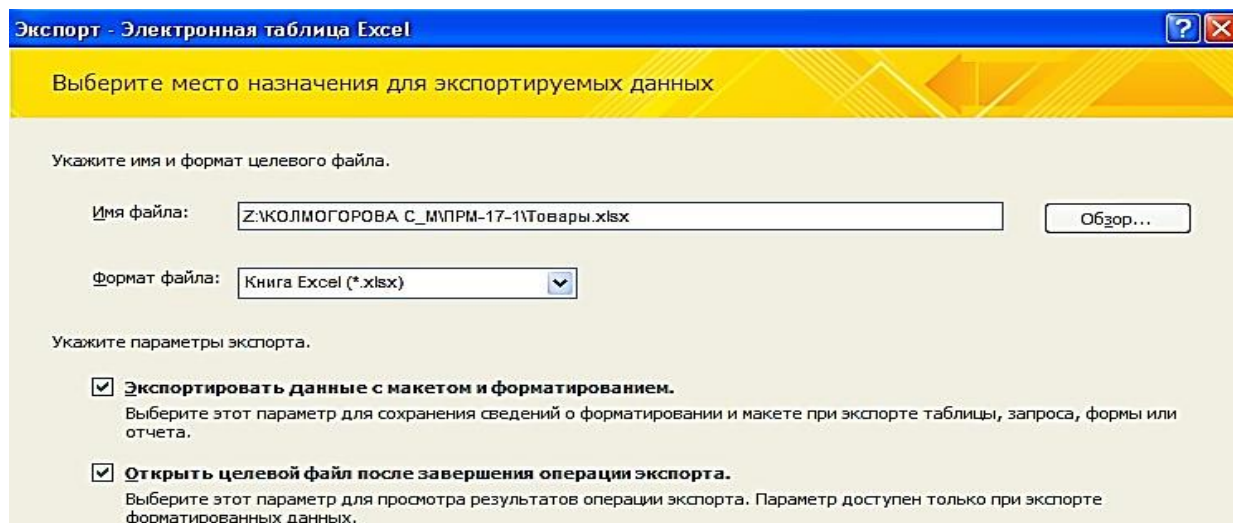 Экспорт - Электронная таблица Excel
Выберите место назначения для экспортируемых данных
Укажите имя и формат целевого файла.
Имя файла: Z:\КОЛМОГОРОВА С_М\ПРМ-17-1\Товары.xlsx Обзор...
Формат файла: Книга Excel (*.xlsx)
Укажите параметры экспорта.
Экспортировать данные с макетом и форматированием.
Выберите этот параметр для сохранения сведений о форматировании и макете при экспорте таблицы, запроса, формы или
отчета.
Открыть целевой файл после завершения операции экспорта.
Выберите этот параметр для просмотра результатов операции экспорта. Параметр доступен только при экспорте
форматированных данных.